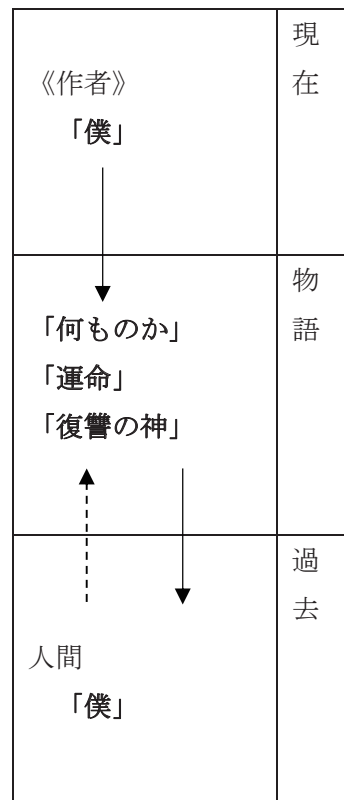 現
在
《作者》
「僕」
物
語
「何ものか」
「運命」
「復讐の神」
過
去
人間
「僕」